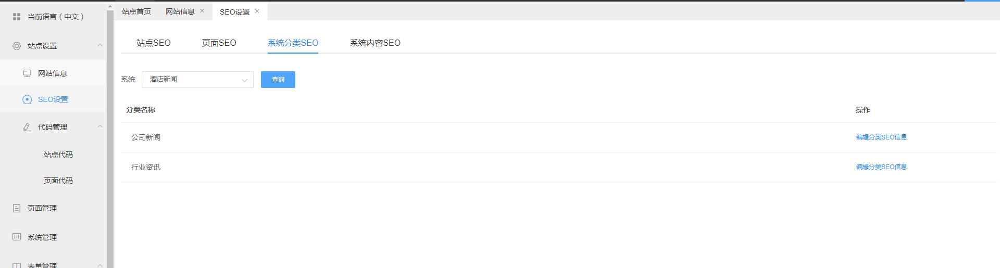 当前语言（中文）
站点设置
网站信息
SEO设置
代码管理
站点代码
页面代码
页面管理
系统管理
表单管理
站点首页 网站信息 SEO设置
站点SEO 页面SEO 系统分类SEO 系统内容SEO
系统 酒店新闻 查询
分类名称 操作
公司新闻 编辑分类SEO信息
行业资讯 编辑分类SEO信息